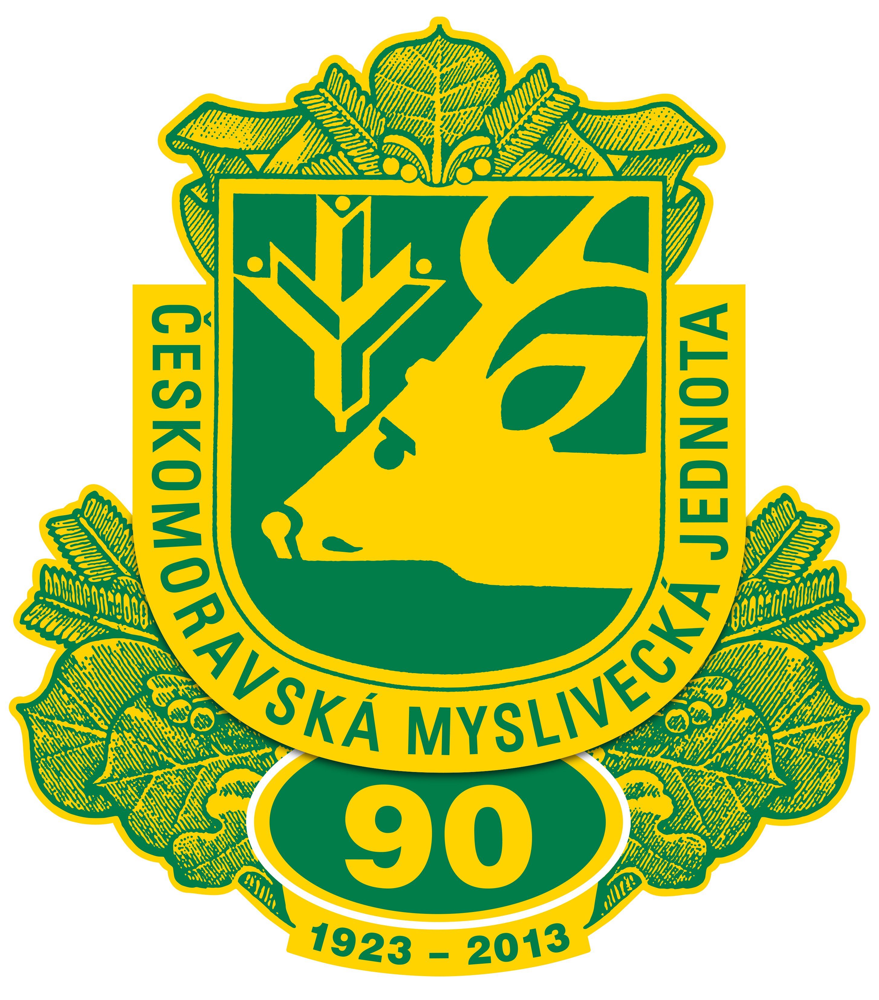 ČESKOMORAVSKÁ MYSLIVECKÁ JEDNOTA
90
1923 – 2013